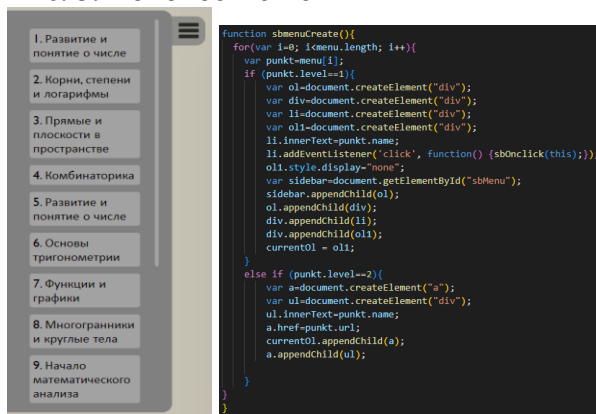 1. Развитие и
понятие о числе
2. Корни, степени
и логарифмы
3. Прямые и
плоскости в
пространстве
4. Комбинаторика
5. Развитие и
понятие о числе
6. Основы
тригонометрии
7. Функции и
графики
8. Многогранники
и круглые тела
9. Начало
математического
анализа
function sbmenuCreate(){
for(var i=0; i<menu.length; i++){
var punkt=menu[i];
if (punkt.level==1){
var ol=document.createElement("div");
var div=document.createElement("div");
var li=document.createElement("div");
var ol1=document.createElement("div");
li.innerText=punkt.name;
li.addEventListener('click', function() {sbOnclick(this);});
ol1.style.display="none";
var sidebar=document.getElementById("sbMenu");
sidebar.appendChild(ol);
ol.appendChild(div);
div.appendChild(li);
div.appendChild(ol1);
currentOl = ol1;
}
else if (punkt.level==2){
var a=document.createElement("a");
var ul=document.createElement("div");
ul.innerText=punkt.name;
a.href=punkt.url;
currentOl.appendChild(a);
a.appendChild(ul);
}
}
}